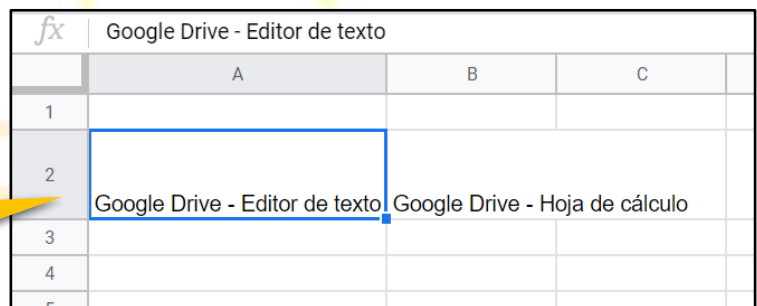 fx Google Drive - Editor de texto
A B C
1
2 Google Drive - Editor de texto Google Drive - Hoja de cálculo
3
4